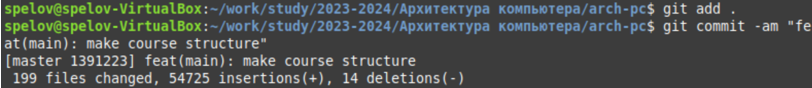 spelov@spelov-VirtualBox:~/work/study/2023-2024/Архитектура компьютера/arch-pc$ git add .
spelov@spelov-VirtualBox:~/work/study/2023-2024/Архитектура компьютера/arch-pc$ git commit -am "fe
at(main): make course structure"
[master 1391223] feat(main): make course structure
 199 files changed, 54725 insertions(+), 14 deletions(-)